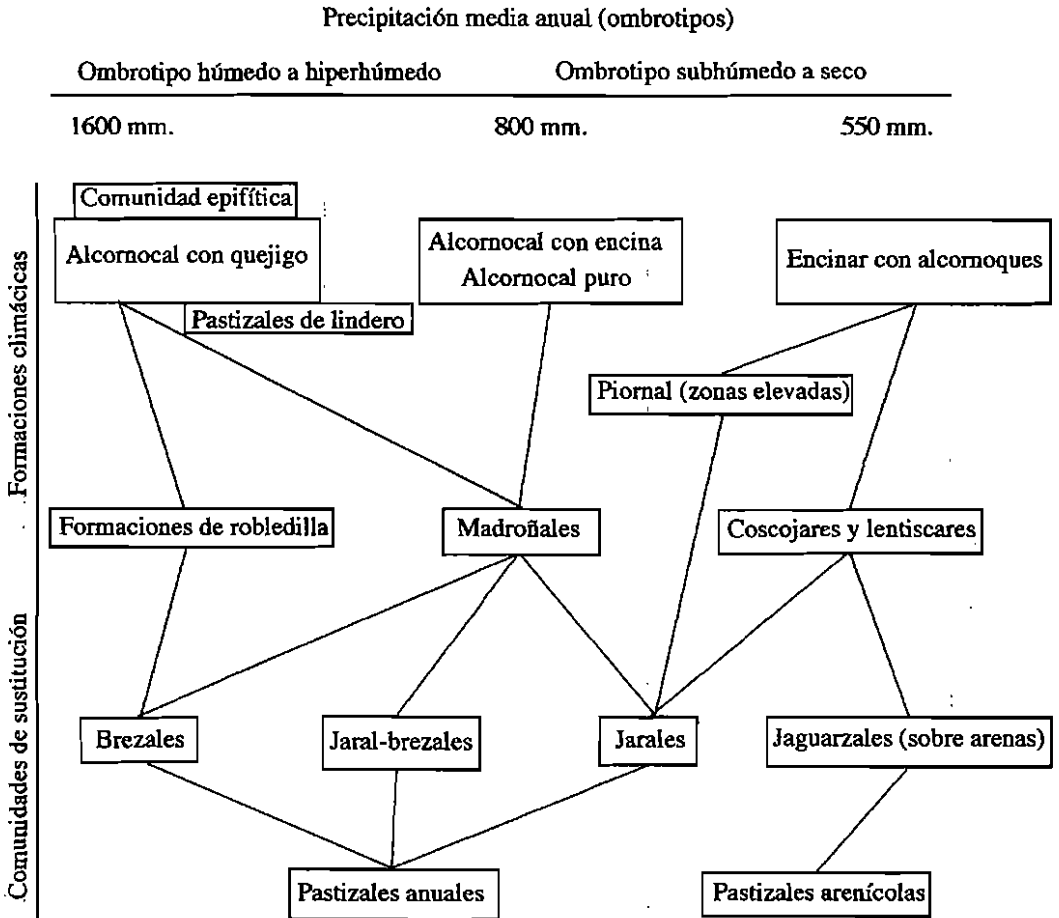 Precipitación media anual (ombrotipos)
Ombrotipo húmedo a hiperhúmedo
Ombrotipo subhúmedo a seco
1600 mm.
800 mm.
550 mm.
Formaciones climácicas
Comunidad epifítica
Alcornocal con quejigo
Alcornocal con encina
Alcornocal puro
Encinar con alcornoques
Pastizales de lindero
Piornal (zonas elevadas)
Formaciones de robledilla
Madroñales
Coscojares y lentiscares
Comunidades de sustitución
Brezales
Jaral-brezales
Jarales
Jaguarzales (sobre arenas)
Pastizales anuales
Pastizales arenícolas